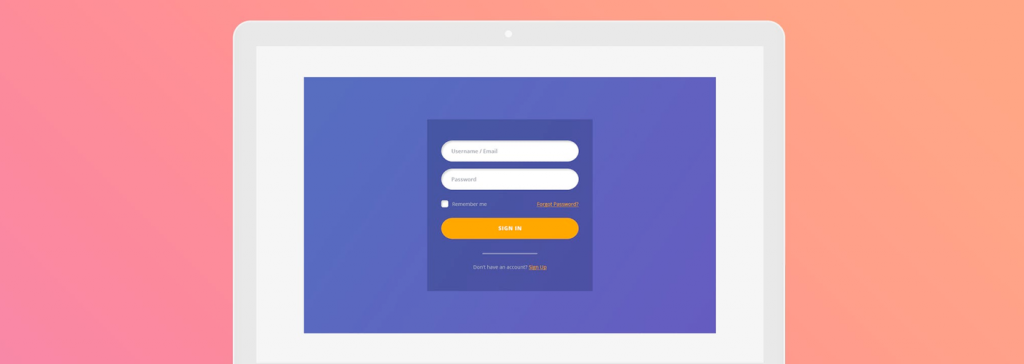 Username / Email
Password
Remember me
Forgot Password?
SIGN IN
Don't have an account? Sign Up